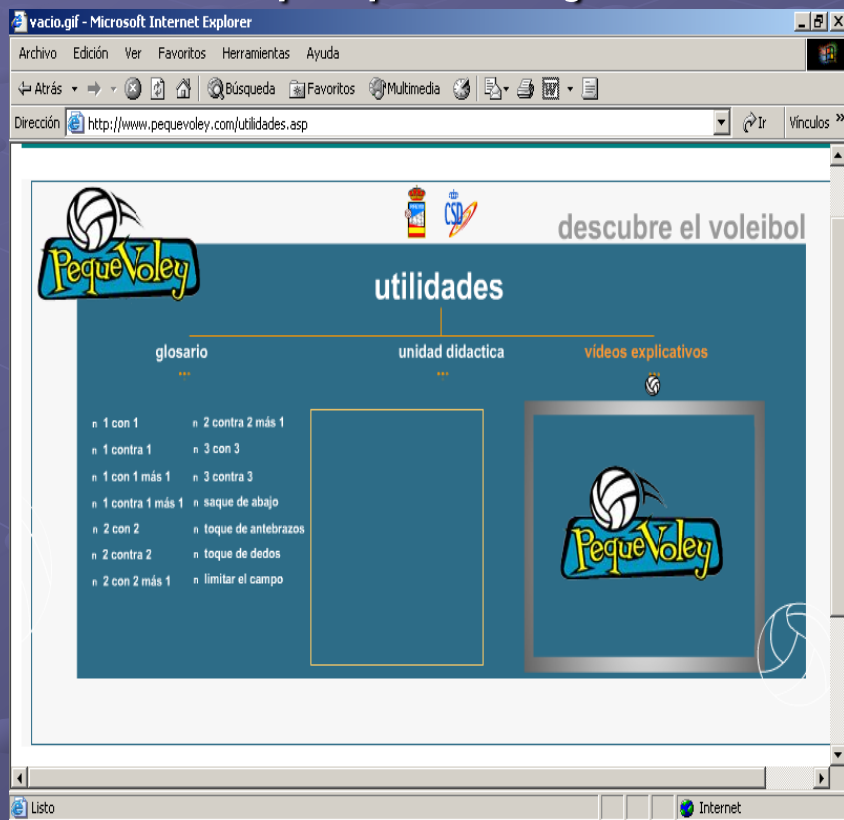 vacio.gif - Microsoft Internet Explorer
Archivo Edición Ver Favoritos Herramientas Ayuda
Atrás Búsqueda Favoritos Multimedia
Dirección http://www.pequevoley.com/utilidades.asp Ir Vínculos »
PequeVoley
CSD
descubre el voleibol
utilidades
glosario unidad didactica vídeos explicativos
n 1 con 1
n 1 contra 1
n 1 con 1 más 1
n 1 contra 1 más 1
n 2 con 2
n 2 contra 2
n 2 con 2 más 1
n 2 contra 2 más 1
n 3 con 3
n 3 contra 3
n saque de abajo
n toque de antebrazos
n toque de dedos
n limitar el campo
PequeVoley
Listo Internet